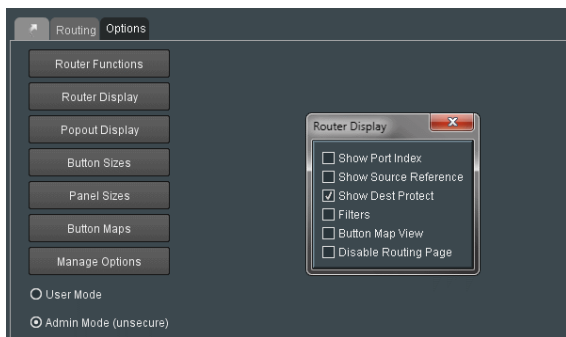 Routing Options
Router Functions
Router Display
Popout Display
Button Sizes
Panel Sizes
Button Maps
Manage Options
User Mode
Admin Mode (unsecure)
Router Display
Show Port Index
Show Source Reference
Show Dest Protect
Filters
Button Map View
Disable Routing Page